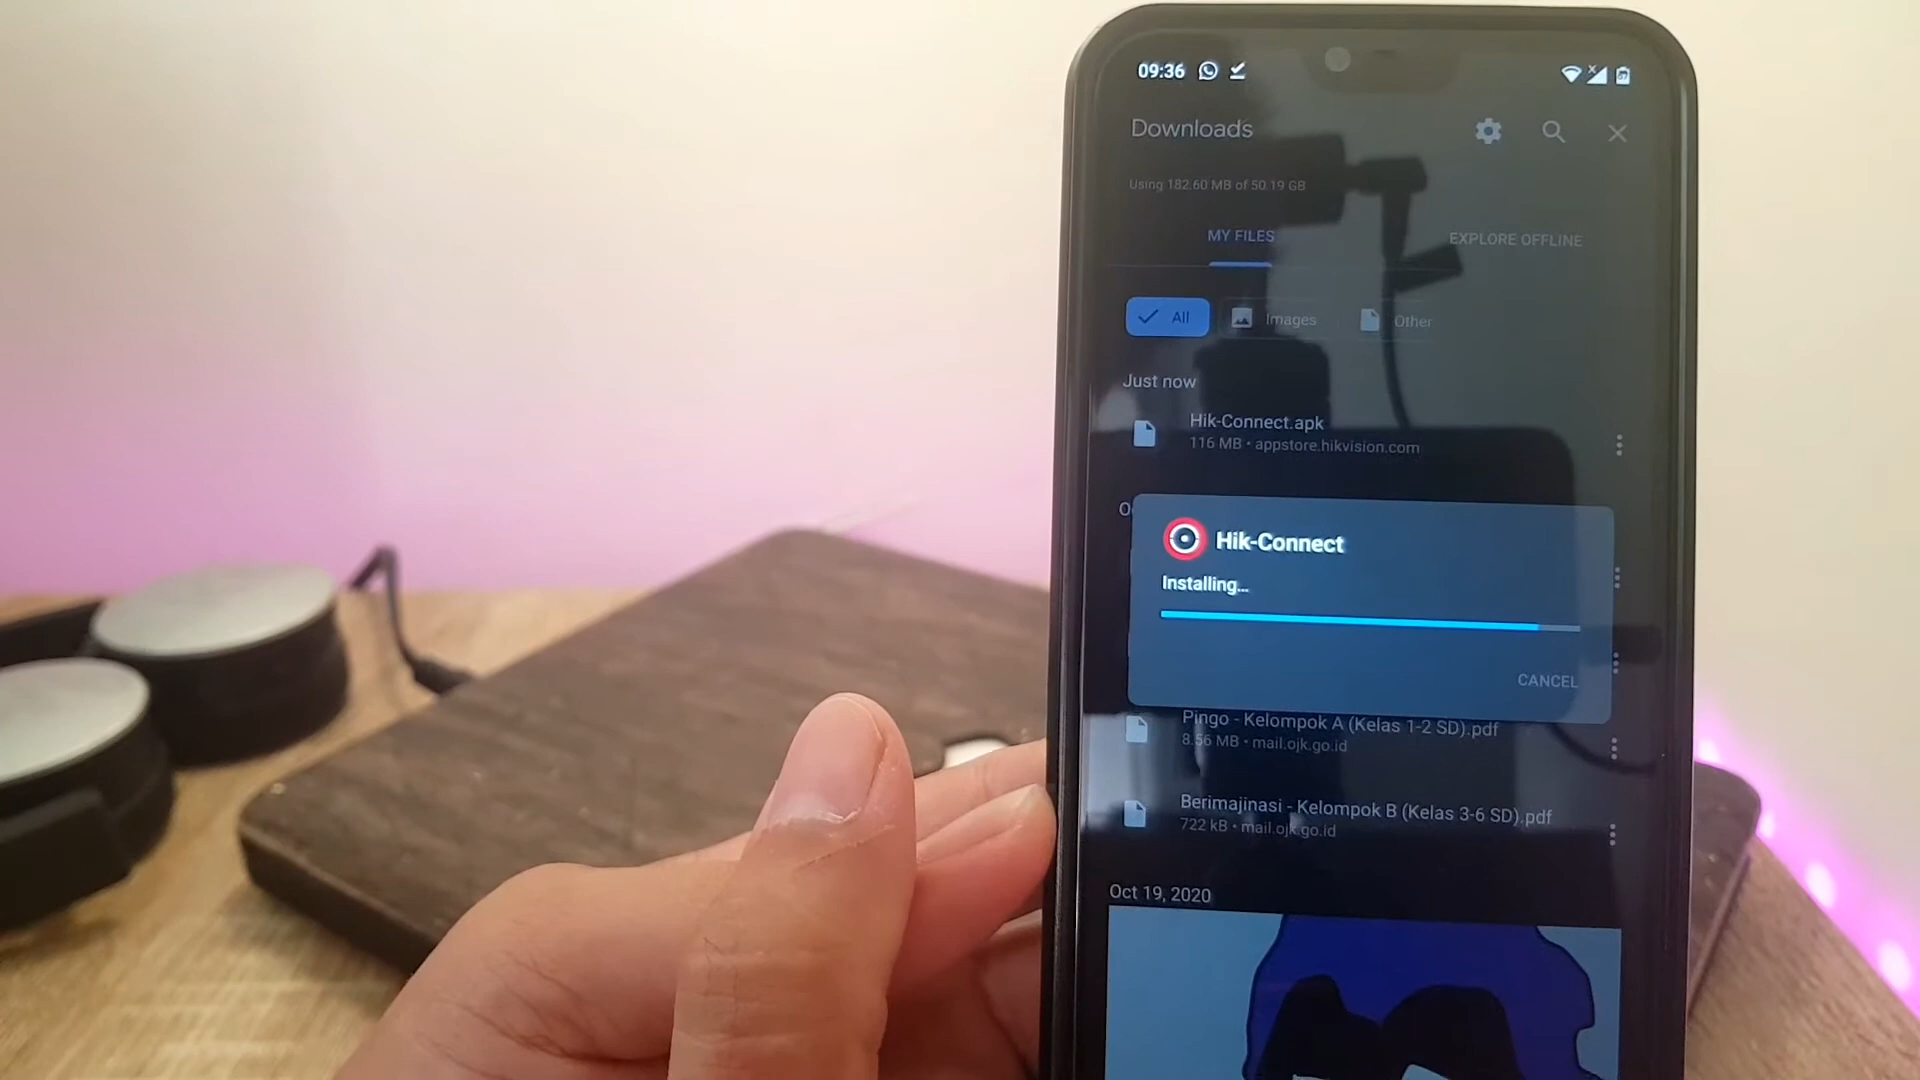 09:36
Downloads
Using 182.60 MB of 50.19 GB
MY FILES
EXPLORE OFFLINE
All
Images
Other
Just now
Hik-Connect.apk
116 MB • appstore.hikvision.com
Hik-Connect
Installing...
CANCEL
Pingo - Kelompok A (Kelas 1-2 SD).pdf
8.56 MB • mail.ojk.go.id
Berimajinasi - Kelompok B (Kelas 3-6 SD).pdf
722 kB • mail.ojk.go.id
Oct 19, 2020